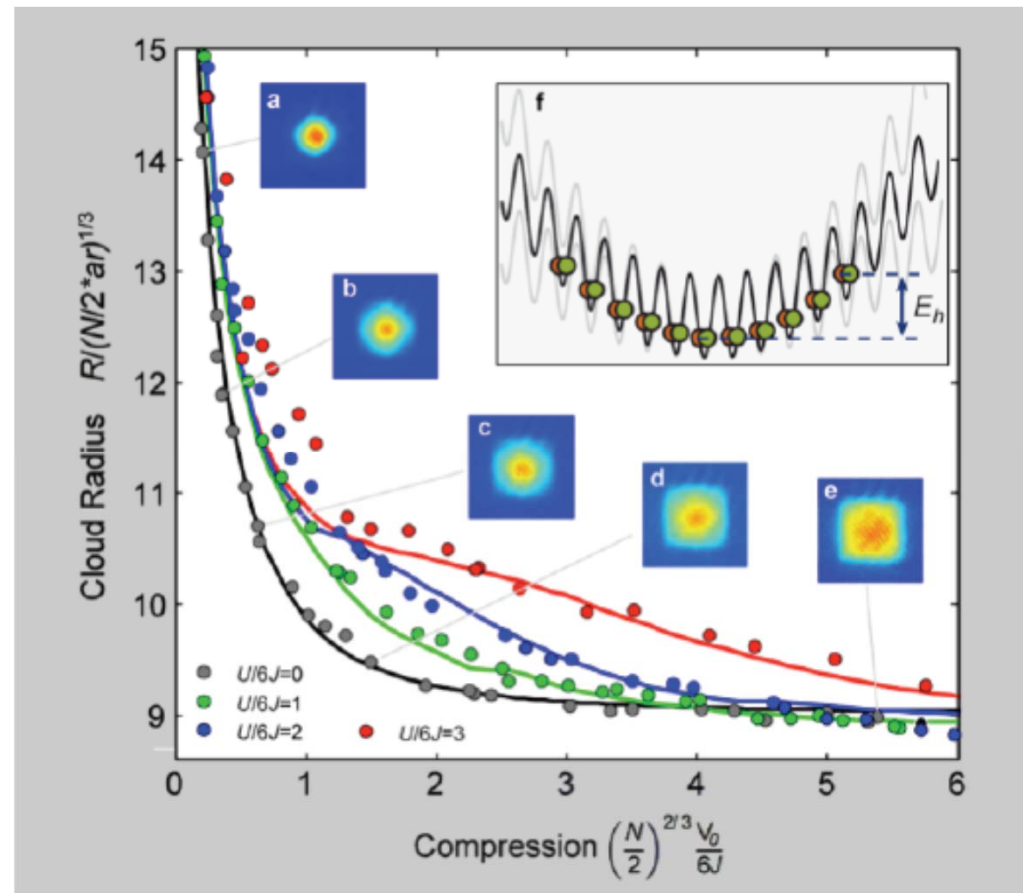 15
14
13
12
11
10
9
Cloud Radius R/(N/2*ar)^1/3
a
b
c
d
e
f
E_h
U/6J=0
U/6J=1
U/6J=2
U/6J=3
0 1 2 3 4 5 6
Compression (N/2)^2/3 V_0/6J